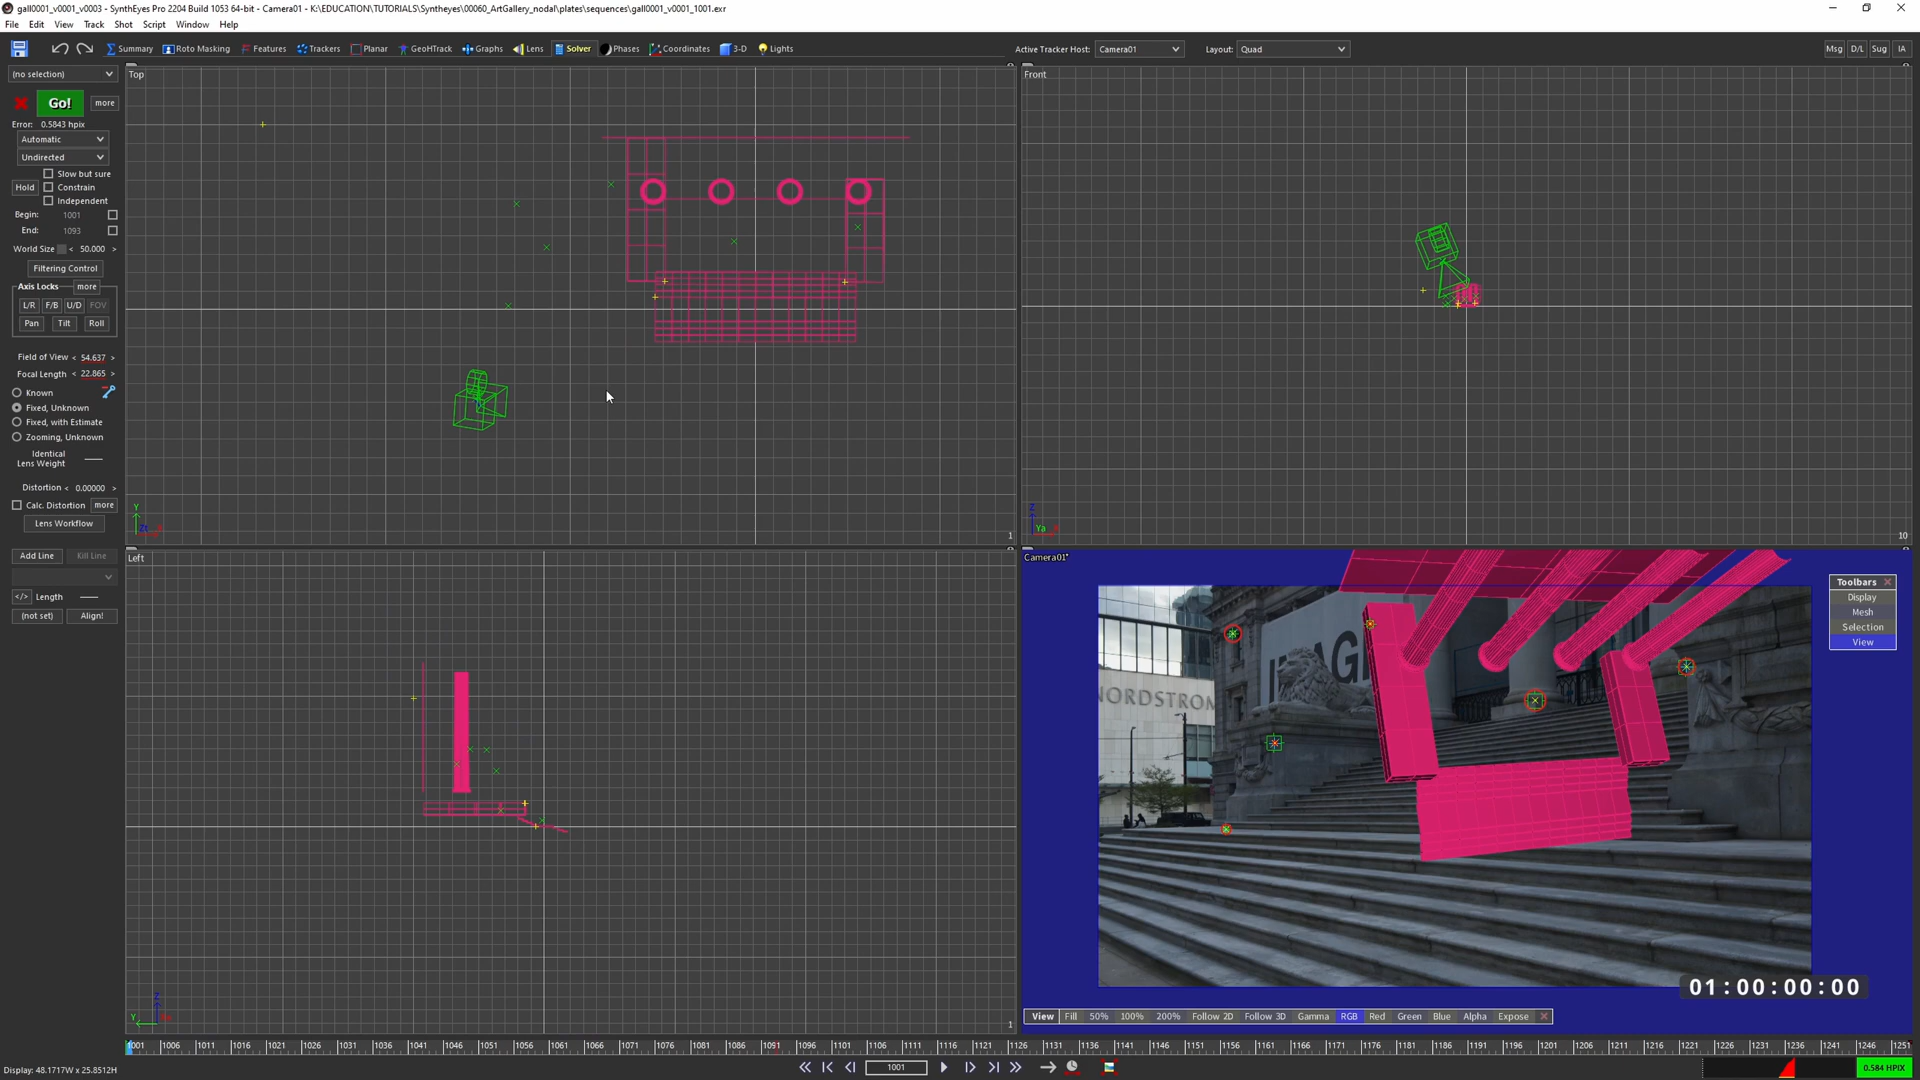 gall0001_v0001_v0003 - SynthEyes Pro 2204 Build 1053 64-bit - Camera01 - K:\EDUCATION\TUTORIALS\Syntheyes\00060_ArtGallery_nodal\plates\sequences\gall0001_v0001_1001.exr
File Edit View Track Shot Script Window Help
Summary Roto Masking Features Trackers Planar GeoHTrack Graphs Lens Solver Phases Coordinates 3-D Lights Active Tracker Host: Camera01 Layout: Quad Msg D/L Sug IA
(no selection)
Top
Front
Go!
more
Error: 0.5843 hpix
Automatic
Undirected
Slow but sure
Hold
Constrain
Independent
Begin: 1001
End: 1093
World Size < 50.000 >
Filtering Control
Axis Locks more
L/R F/B U/D FOV
Pan Tilt Roll
Field of View < 54.637 >
Focal Length < 22.865 >
Known
Fixed, Unknown
Fixed, with Estimate
Zooming, Unknown
Identical
Lens Weight
Distortion < 0.00000 >
Calc. Distortion more
Lens Workflow
Y
1
Z
Ya
10
Add Line Kill Line
</> Length
(not set) Align!
Left
Camera01*
Toolbars
Display
Mesh
Selection
View
IMAG
NORDSTROM
01:00:00:00
Z
Y
1
View Fill 50% 100% 200% Follow 2D Follow 3D Gamma RGB Red Green Blue Alpha Expose
1001 1006 1011 1016 1021 1026 1031 1036 1041 1046 1051 1056 1061 1066 1071 1076 1081 1086 1091 1096 1101 1106 1111 1116 1121 1126 1131 1136 1141 1146 1151 1156 1161 1166 1171 1176 1181 1186 1191 1196 1201 1206 1211 1216 1221 1226 1231 1236 1241 1246 1251
Display: 48.1717W x 25.8512H
1001
0.584 HPIX